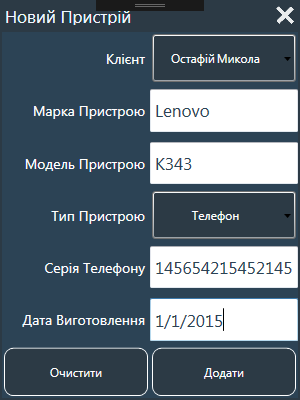 Новий Пристрій
Клієнт Остафій Микола
Марка Пристрою Lenovo
Модель Пристрою K343
Тип Пристрою Телефон
Серія Телефону 145654215452145
Дата Виготовлення 1/1/2015
Очистити Додати